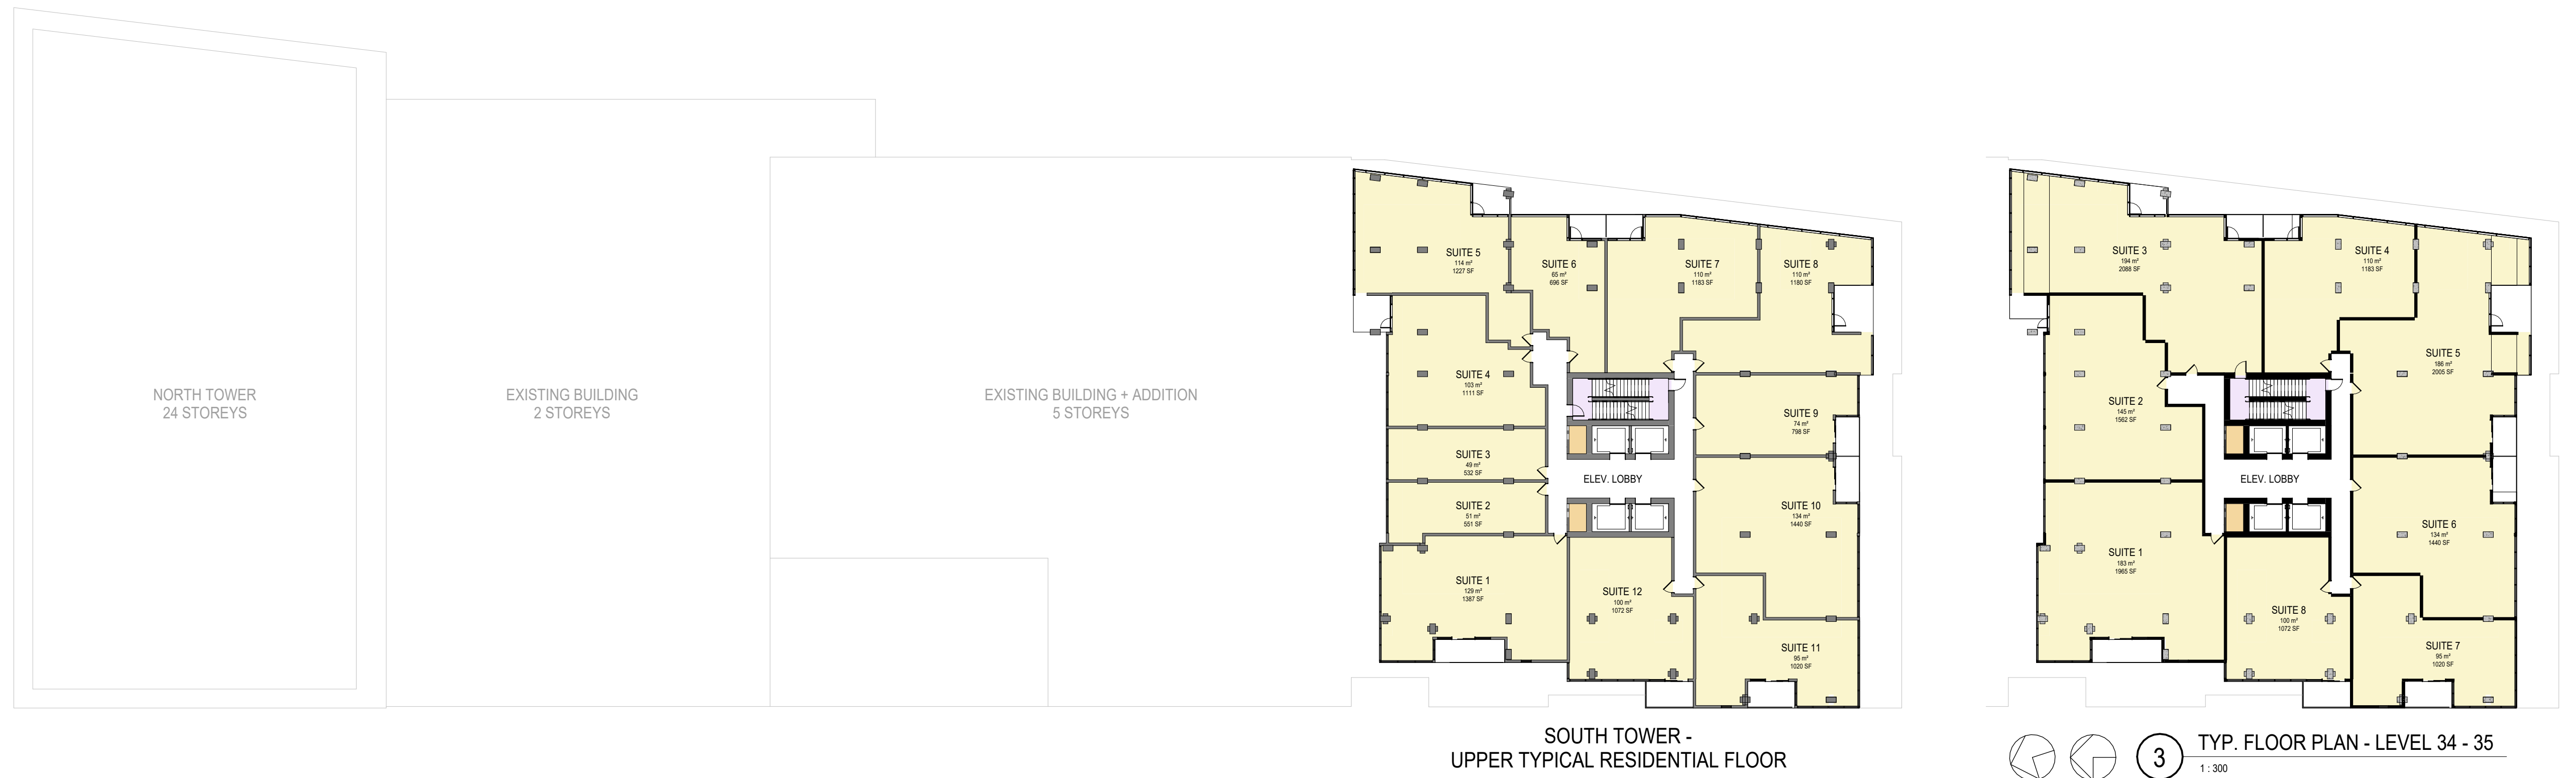 NORTH TOWER
24 STOREYS
EXISTING BUILDING
2 STOREYS
EXISTING BUILDING + ADDITION
5 STOREYS
SUITE 5
114 m²
1227 SF
SUITE 6
65 m²
696 SF
SUITE 7
110 m²
1183 SF
SUITE 8
110 m²
1180 SF
SUITE 4
103 m²
1111 SF
SUITE 9
74 m²
798 SF
SUITE 3
49 m²
532 SF
ELEV. LOBBY
SUITE 2
51 m²
551 SF
SUITE 10
134 m²
1440 SF
SUITE 1
129 m²
1387 SF
SUITE 12
100 m²
1072 SF
SUITE 11
95 m²
1020 SF
SOUTH TOWER -
UPPER TYPICAL RESIDENTIAL FLOOR
SUITE 3
194 m²
2088 SF
SUITE 4
110 m²
1183 SF
SUITE 5
186 m²
2005 SF
SUITE 2
145 m²
1562 SF
ELEV. LOBBY
SUITE 6
134 m²
1440 SF
SUITE 1
183 m²
1965 SF
SUITE 8
100 m²
1072 SF
SUITE 7
95 m²
1020 SF
3
TYP. FLOOR PLAN - LEVEL 34 - 35
1 : 300